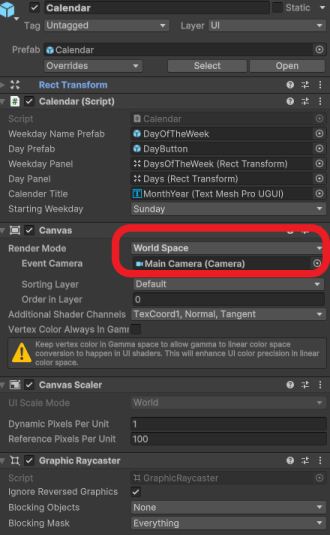 Calendar
Static
Tag Untagged Layer UI
Prefab Calendar
Overrides Select Open
Rect Transform
# Calendar (Script)
Script Calendar
Weekday Name Prefab DayOfTheWeek
Day Prefab DayButton
Weekday Panel DaysOfTheWeek (Rect Transform)
Day Panel Days (Rect Transform)
Calender Title MonthYear (Text Mesh Pro UGUI)
Starting Weekday Sunday
Canvas
Render Mode World Space
Event Camera Main Camera (Camera)
Sorting Layer Default
Order in Layer 0
Additional Shader Channels TexCoord1, Normal, Tangent
Vertex Color Always In Gamm
Keep vertex color in Gamma space to allow gamma to linear color space
conversion to happen in UI shaders. This will enhance UI color precision in linear
color space.
Canvas Scaler
UI Scale Mode World
Dynamic Pixels Per Unit 1
Reference Pixels Per Unit 100
Graphic Raycaster
Script GraphicRaycaster
Ignore Reversed Graphics
Blocking Objects None
Blocking Mask Everything